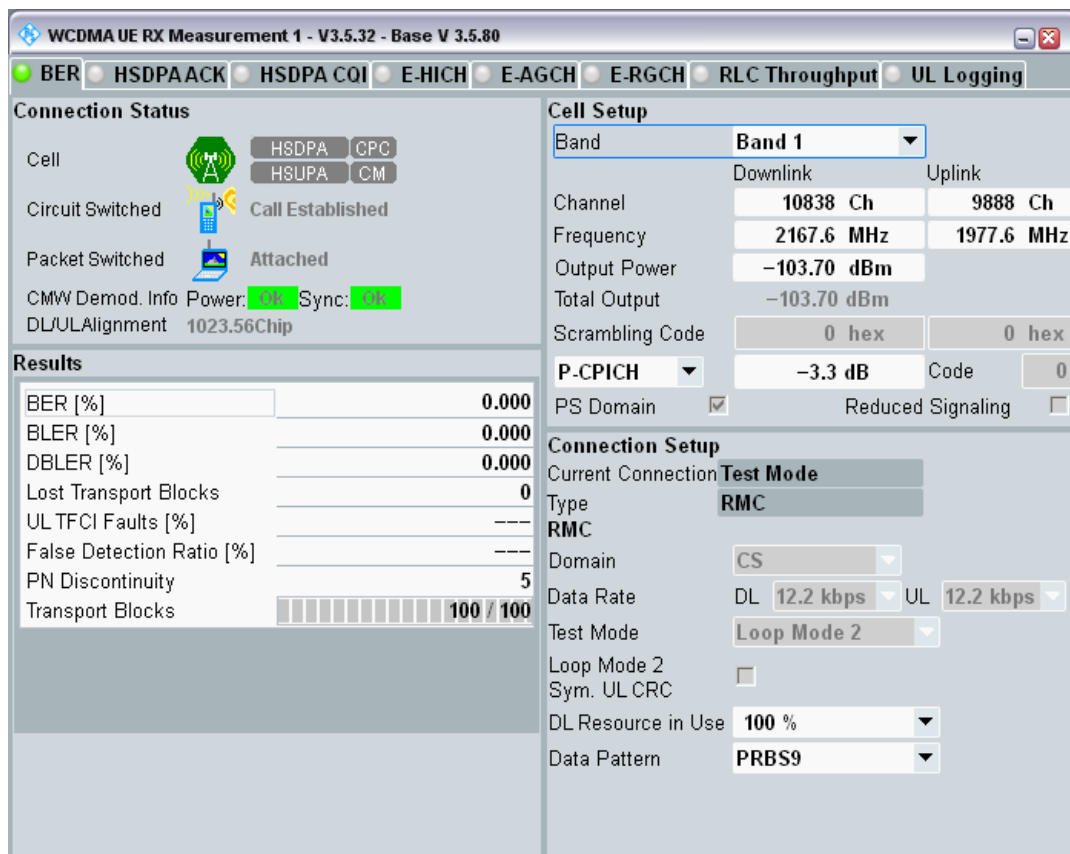 WCDMA UE RX Measurement 1 - V3.5.32 - Base V 3.5.80
BER HSDPA ACK HSDPA CQI E-HICH E-AGCH E-RGCH RLC Throughput UL Logging
Connection Status
Cell HSDPA CPC
HSUPA CM
Circuit Switched Call Established
Packet Switched Attached
CMW Demod. Info Power: Ok Sync: Ok
DL/ULAlignment 1023.56Chip
Results
BER [%] 0.000
BLER [%] 0.000
DBLER [%] 0.000
Lost Transport Blocks 0
UL TFCI Faults [%] ---
False Detection Ratio [%] ---
PN Discontinuity 5
Transport Blocks 100 / 100
Cell Setup
Band Band 1
Downlink Uplink
Channel 10838 Ch 9888 Ch
Frequency 2167.6 MHz 1977.6 MHz
Output Power -103.70 dBm
Total Output -103.70 dBm
Scrambling Code 0 hex 0 hex
P-CPICH -3.3 dB Code 0
PS Domain Reduced Signaling
Connection Setup
Current Connection Test Mode
Type RMC
RMC
Domain CS
Data Rate DL 12.2 kbps UL 12.2 kbps
Test Mode Loop Mode 2
Loop Mode 2
Sym. UL CRC
DL Resource in Use 100 %
Data Pattern PRBS9